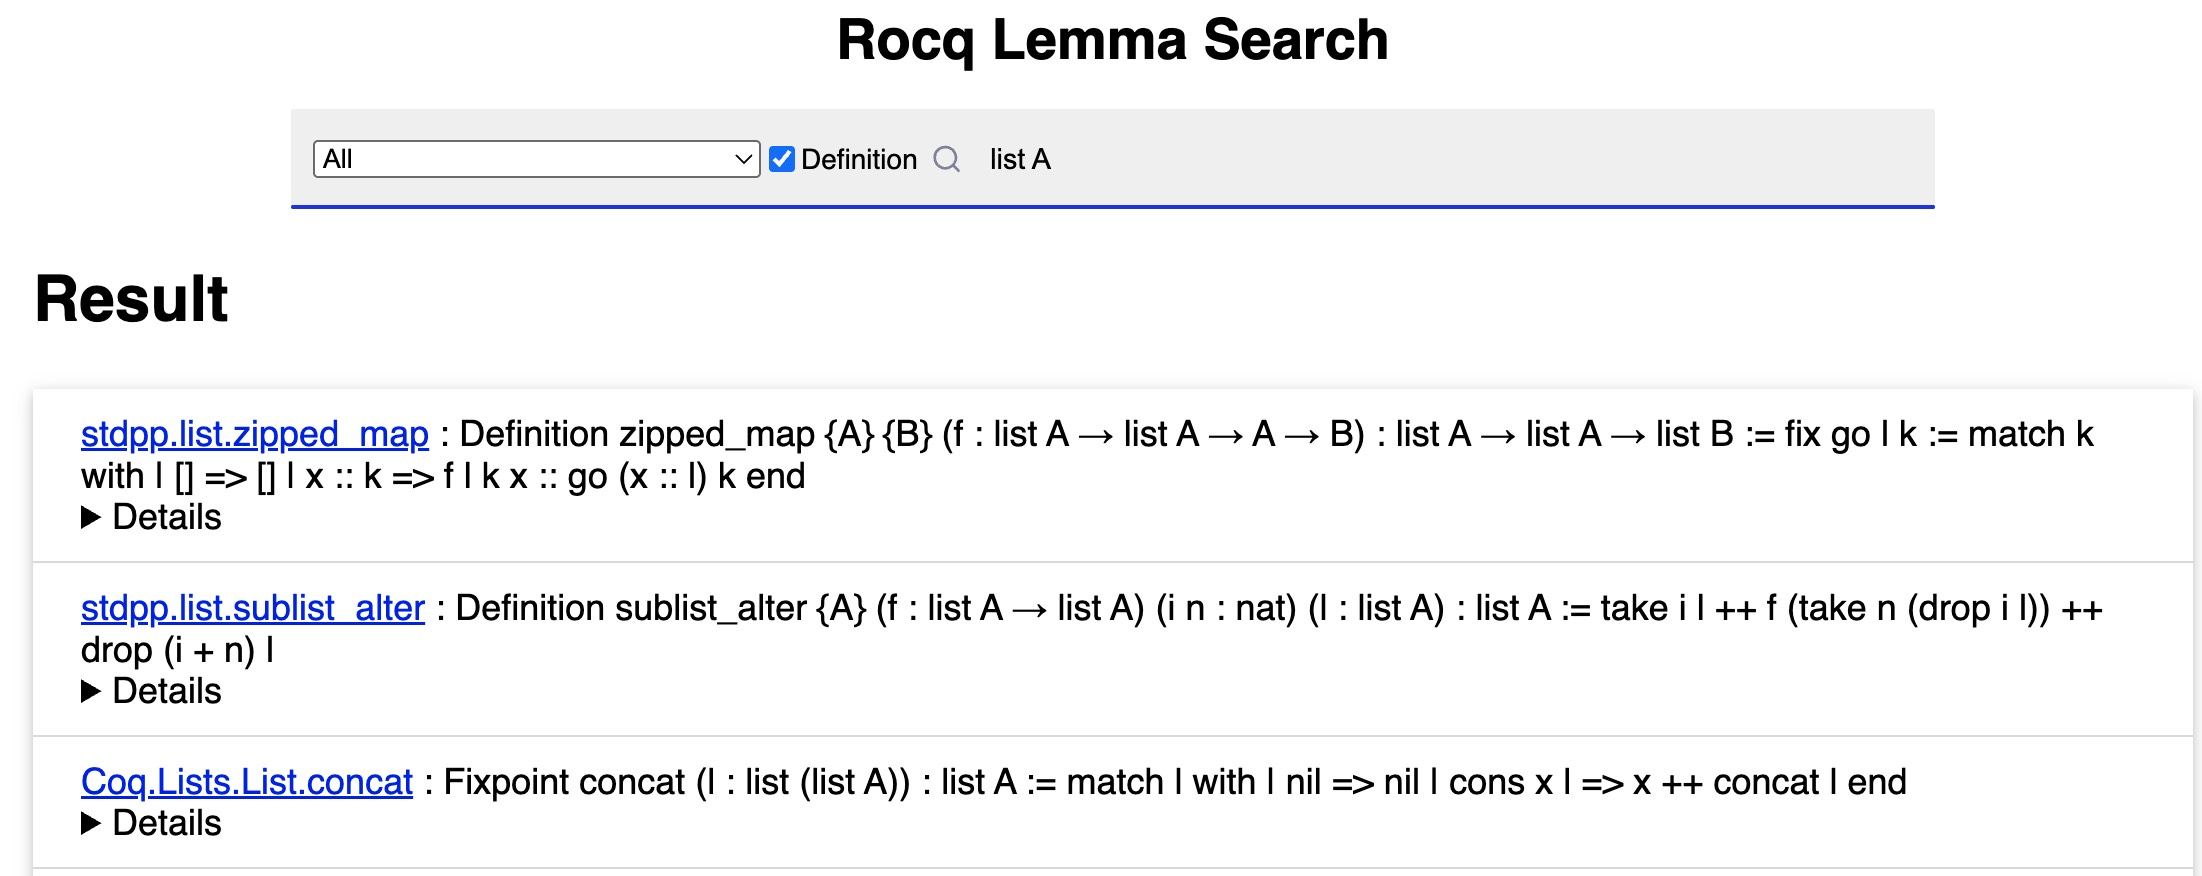 Rocq Lemma Search
All Definition list A
Result
stdpp.list.zipped_map : Definition zipped_map {A} {B} (f : list A → list A → A → B) : list A → list A → list B := fix go l k := match k
with | [] => [] | x :: k => f l k x :: go (x :: l) k end
▶ Details
stdpp.list.sublist_alter : Definition sublist_alter {A} (f : list A → list A) (i n : nat) (l : list A) : list A := take i l ++ f (take n (drop i l)) ++
drop (i + n) l
▶ Details
Coq.Lists.List.concat : Fixpoint concat (l : list (list A)) : list A := match l with | nil => nil | cons x l => x ++ concat l end
▶ Details